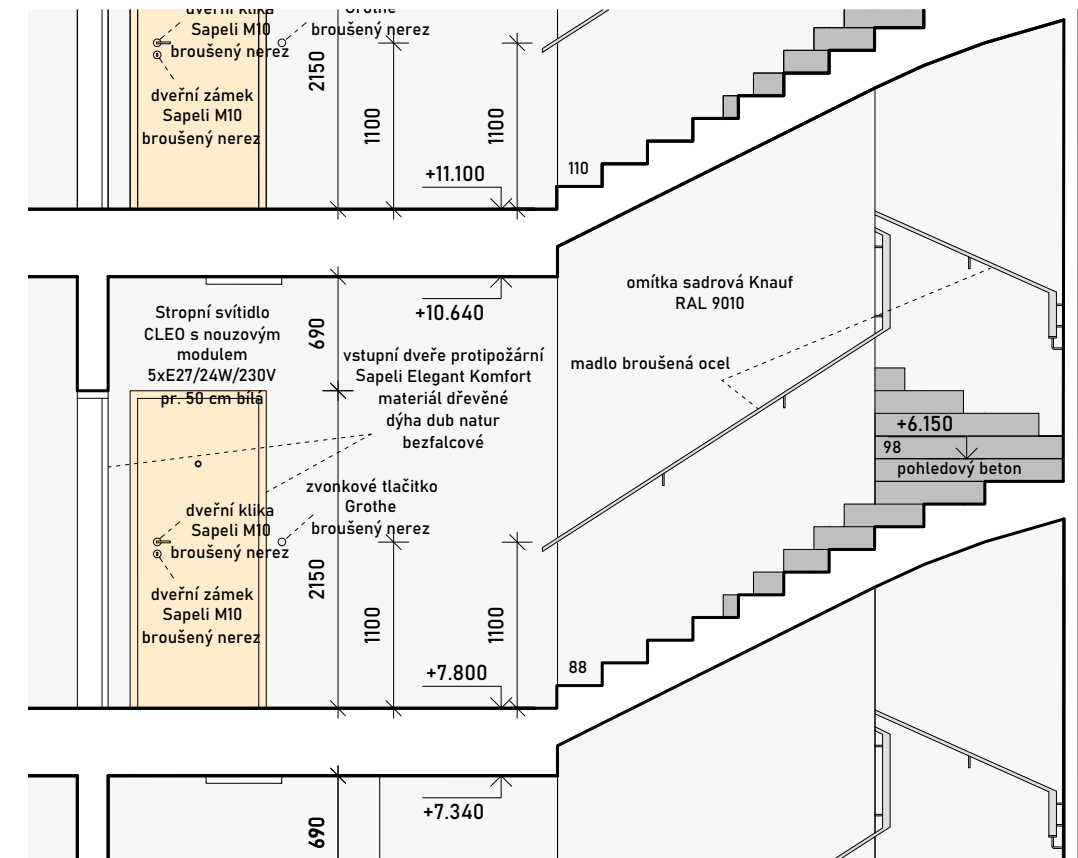 dveřní klika
Sapeli M10
broušený nerez
Grothe
broušený nerez
2150
1100
1100
dveřní zámek
Sapeli M10
broušený nerez
+11.100
110
+10.640
690
Stropní svítidlo
CLEO s nouzovým
modulem
5xE27/24W/230V
pr. 50 cm bílá
vstupní dveře protipožární
Sapeli Elegant Komfort
materiál dřevěné
dýha dub natur
bezfalcové
omítka sadrová Knauf
RAL 9010
madlo broušená ocel
+6.150
98
pohledový beton
zvonkové tlačitko
Grothe
broušený nerez
dveřní klika
Sapeli M10
broušený nerez
2150
1100
1100
dveřní zámek
Sapeli M10
broušený nerez
+7.800
88
+7.340
690